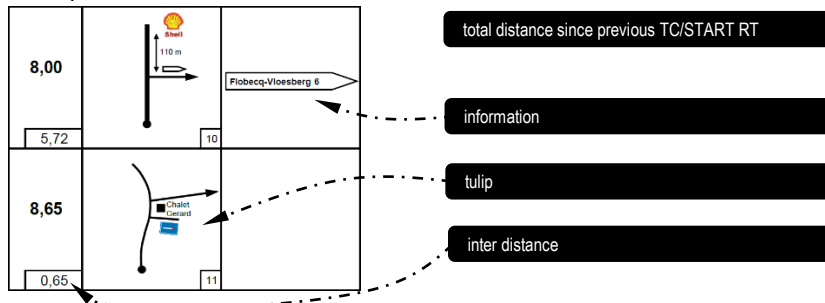 total distance since previous TC/START RT
Shell
110 m
8,00
Flobecq-Vloesberg 6
information
5,72
10
tulip
8,65
Chalet
Gerard
inter distance
0,65
11